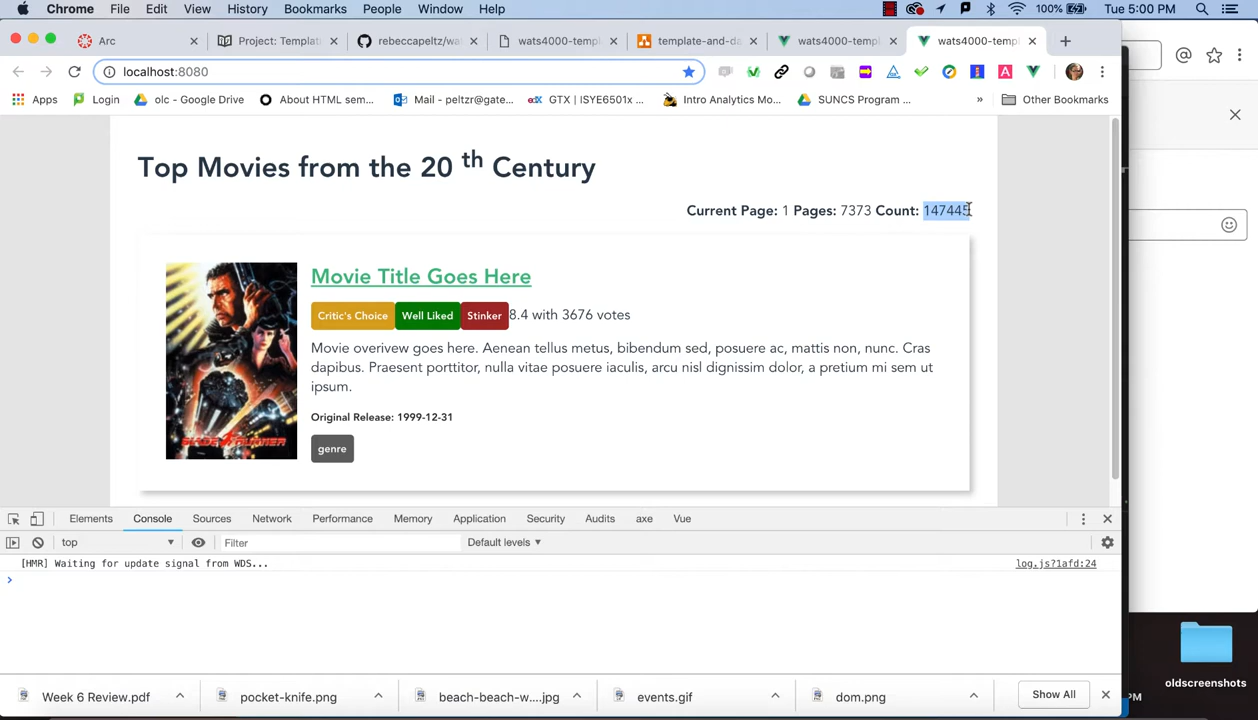 Chrome File Edit View History Bookmarks People Window Help 100% Tue 5:00 PM
Arc Project: Templati rebeccapeltz/wa wats4000-templ template-and-da wats4000-templ wats4000-templ
localhost:8080
Apps Login olc - Google Drive About HTML sem... Mail - peltzr@gate... GTX | ISYE6501x ... Intro Analytics Mo... SUNCS Program ... » Other Bookmarks
Top Movies from the 20 th Century
Current Page: 1 Pages: 7373 Count: 147445
Movie Title Goes Here
Critic's Choice Well Liked Stinker 8.4 with 3676 votes
Movie overivew goes here. Aenean tellus metus, bibendum sed, posuere ac, mattis non, nunc. Cras
dapibus. Praesent porttitor, nulla vitae posuere iaculis, arcu nisl dignissim dolor, a pretium mi sem ut
ipsum.
Original Release: 1999-12-31
genre
BLADE RUNNER
Elements Console Sources Network Performance Memory Application Security Audits axe Vue
top Filter Default levels
[HMR] Waiting for update signal from WDS... log.js?1afd:24
>
Week 6 Review.pdf pocket-knife.png beach-beach-w....jpg events.gif dom.png Show All
PM
oldscreenshots